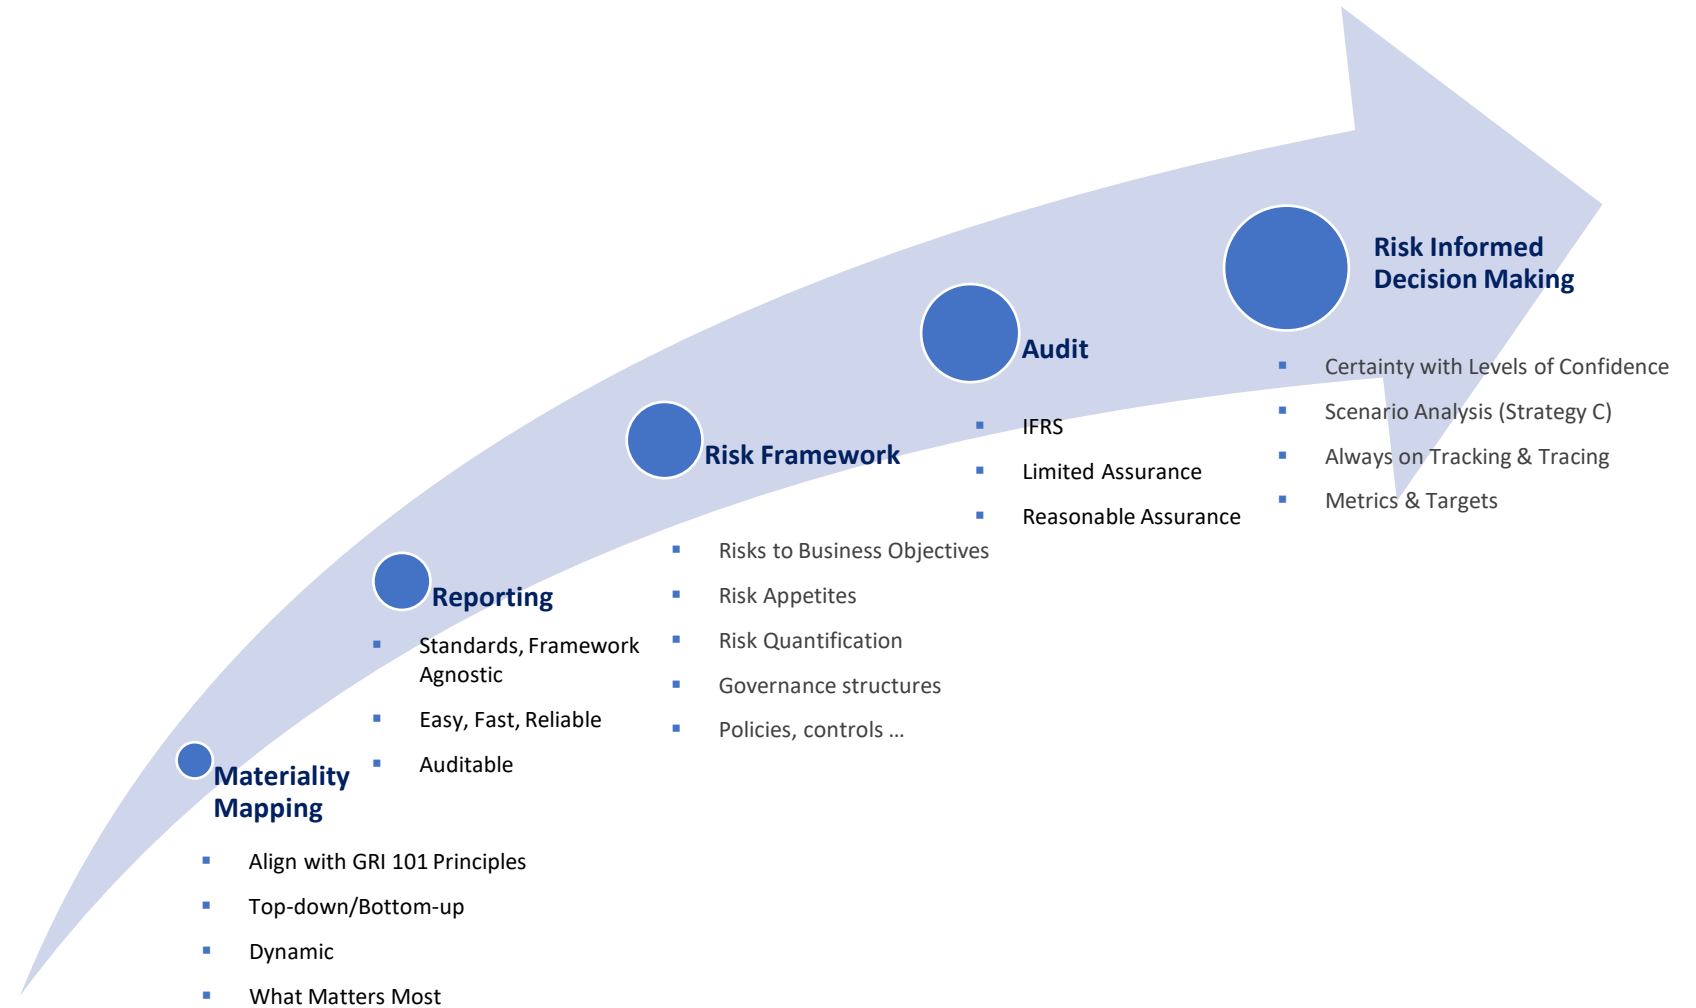 Materiality
Mapping
Align with GRI 101 Principles
Top-down/Bottom-up
Dynamic
What Matters Most
Reporting
Standards, Framework
Agnostic
Easy, Fast, Reliable
Auditable
Risk Framework
Risks to Business Objectives
Risk Appetites
Risk Quantification
Governance structures
Policies, controls …
Audit
IFRS
Limited Assurance
Reasonable Assurance
Risk Informed
Decision Making
Certainty with Levels of Confidence
Scenario Analysis (Strategy C)
Always on Tracking & Tracing
Metrics & Targets